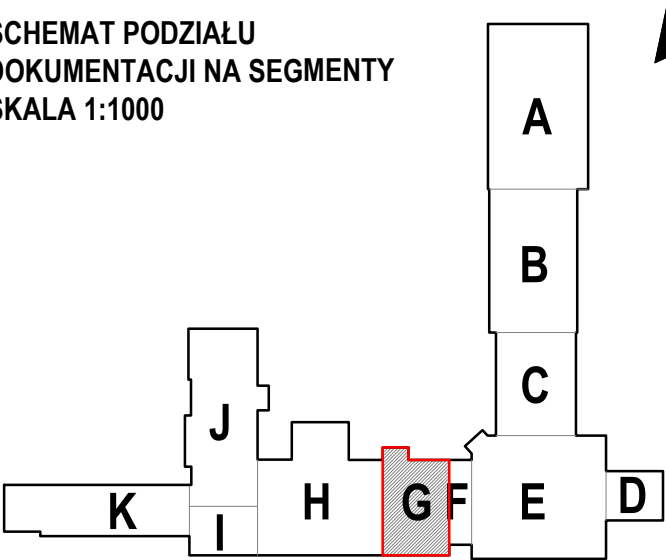 SCHEMAT PODZIAŁU
DOKUMENTACJI NA SEGMENTY
SKALA 1:1000
A
B
C
J
K
I
H
G
F
E
D